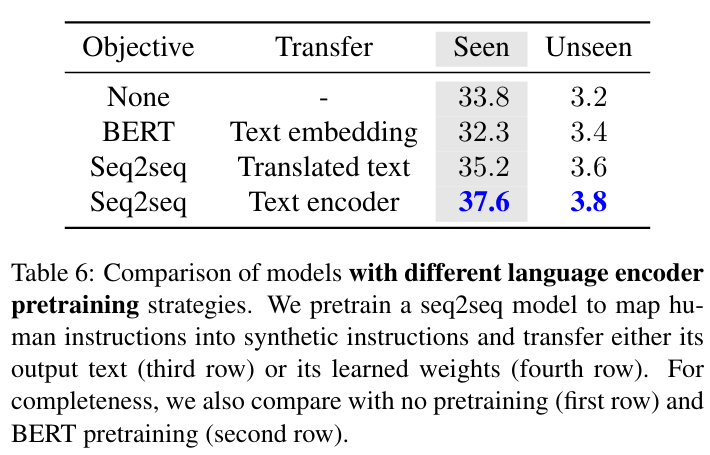 Objective Transfer Seen Unseen
None - 33.8 3.2
BERT Text embedding 32.3 3.4
Seq2seq Translated text 35.2 3.6
Seq2seq Text encoder 37.6 3.8
Table 6: Comparison of models with different language encoder
pretraining strategies. We pretrain a seq2seq model to map hu-
man instructions into synthetic instructions and transfer either its
output text (third row) or its learned weights (fourth row). For
completeness, we also compare with no pretraining (first row) and
BERT pretraining (second row).